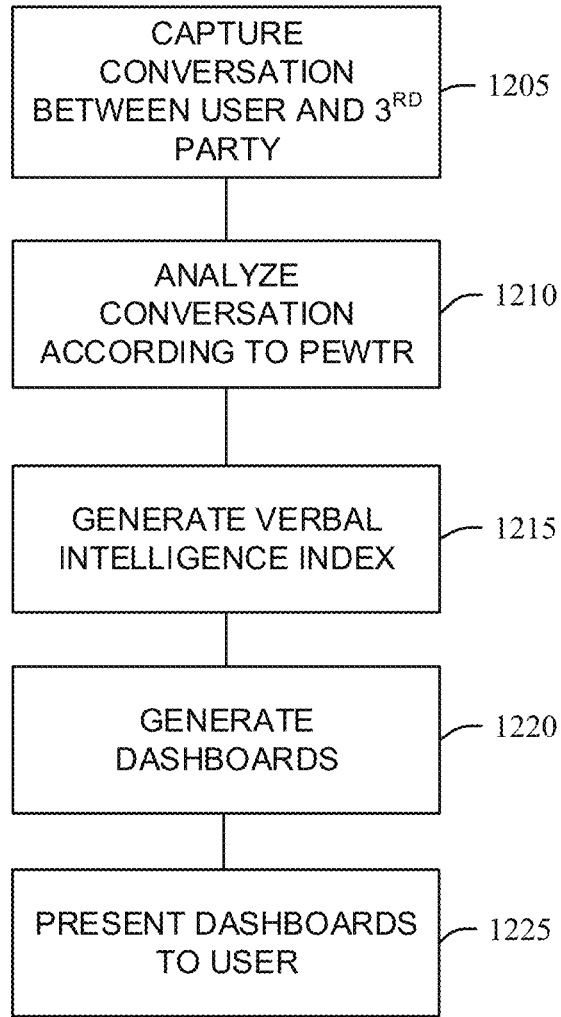 CAPTURE
CONVERSATION
BETWEEN USER AND 3RD
PARTY
1205
ANALYZE
CONVERSATION
ACCORDING TO PEWTR
1210
GENERATE VERBAL
INTELLIGENCE INDEX
1215
GENERATE
DASHBOARDS
1220
PRESENT DASHBOARDS
TO USER
1225